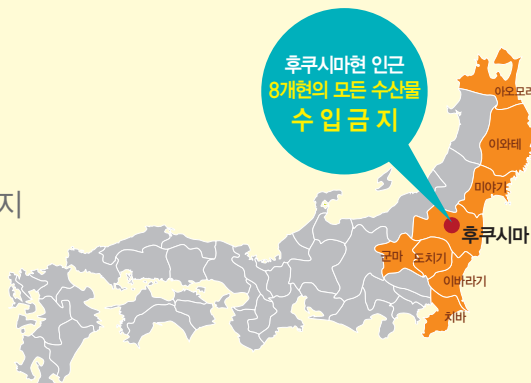 후쿠시마현 인근
8개현의 모든 수산물
수 입 금 지
아오모리
이와테
미야기
지
후쿠시마
군마
도치기
이바라기
치바